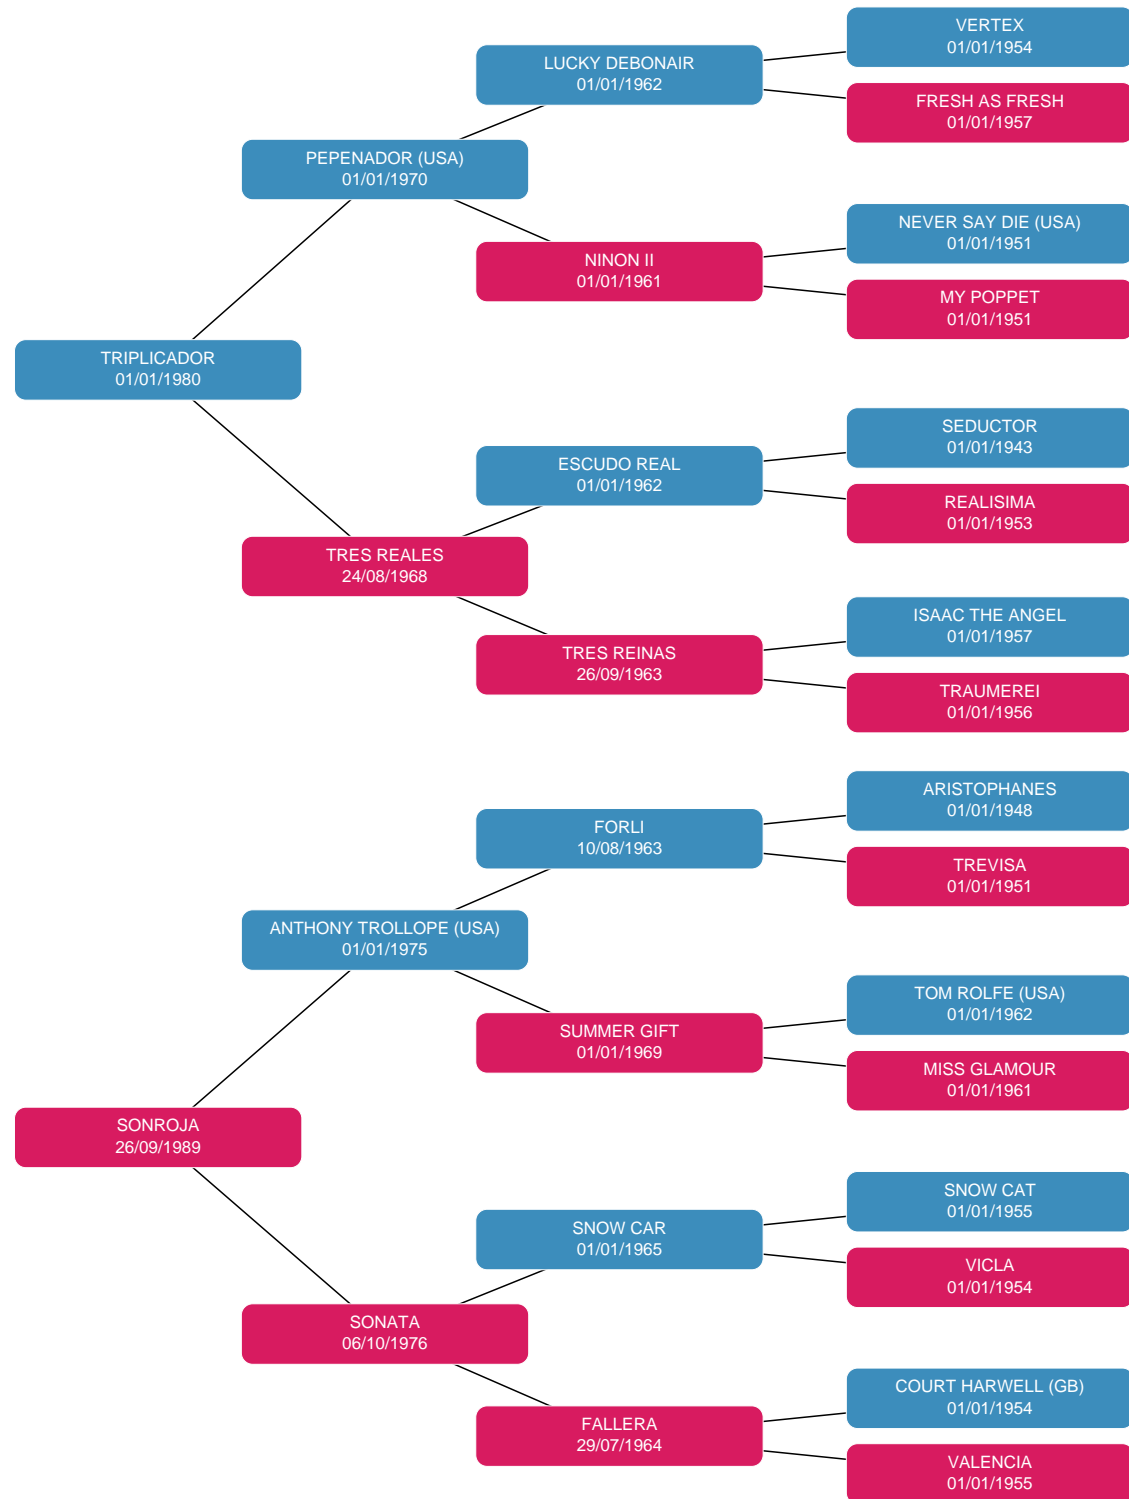 VERTEX
01/01/1954
LUCKY DEBONAIR
01/01/1962
FRESH AS FRESH
01/01/1957
PEPENADOR (USA)
01/01/1970
NEVER SAY DIE (USA)
01/01/1951
NINON II
01/01/1961
MY POPPET
01/01/1951
TRIPLICADOR
01/01/1980
SEDUCTOR
01/01/1943
ESCUDO REAL
01/01/1962
REALISIMA
01/01/1953
TRES REALES
24/08/1968
ISAAC THE ANGEL
01/01/1957
TRES REINAS
26/09/1963
TRAUMEREI
01/01/1956
ARISTOPHANES
01/01/1948
FORLI
10/08/1963
TREVISA
01/01/1951
ANTHONY TROLLOPE (USA)
01/01/1975
TOM ROLFE (USA)
01/01/1962
SUMMER GIFT
01/01/1969
MISS GLAMOUR
01/01/1961
SONROJA
26/09/1989
SNOW CAT
01/01/1955
SNOW CAR
01/01/1965
VICLA
01/01/1954
SONATA
06/10/1976
COURT HARWELL (GB)
01/01/1954
FALLERA
29/07/1964
VALENCIA
01/01/1955